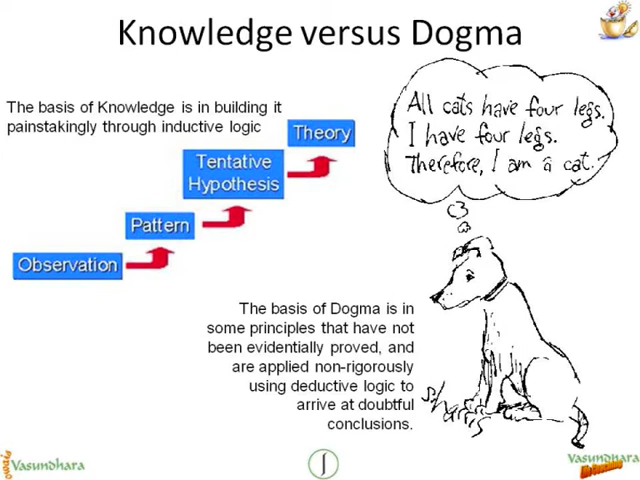 Knowledge versus Dogma
The basis of Knowledge is in building it
painstakingly through inductive logic
Theory
Tentative
Hypothesis
Pattern
Observation
All cats have four legs.
I have four legs.
Therefore, I am a cat.
The basis of Dogma is in
some principles that have not
been evidentially proved, and
are applied non-rigorously
using deductive logic to
arrive at doubtful
conclusions.
Vasundhara
Vasundhara